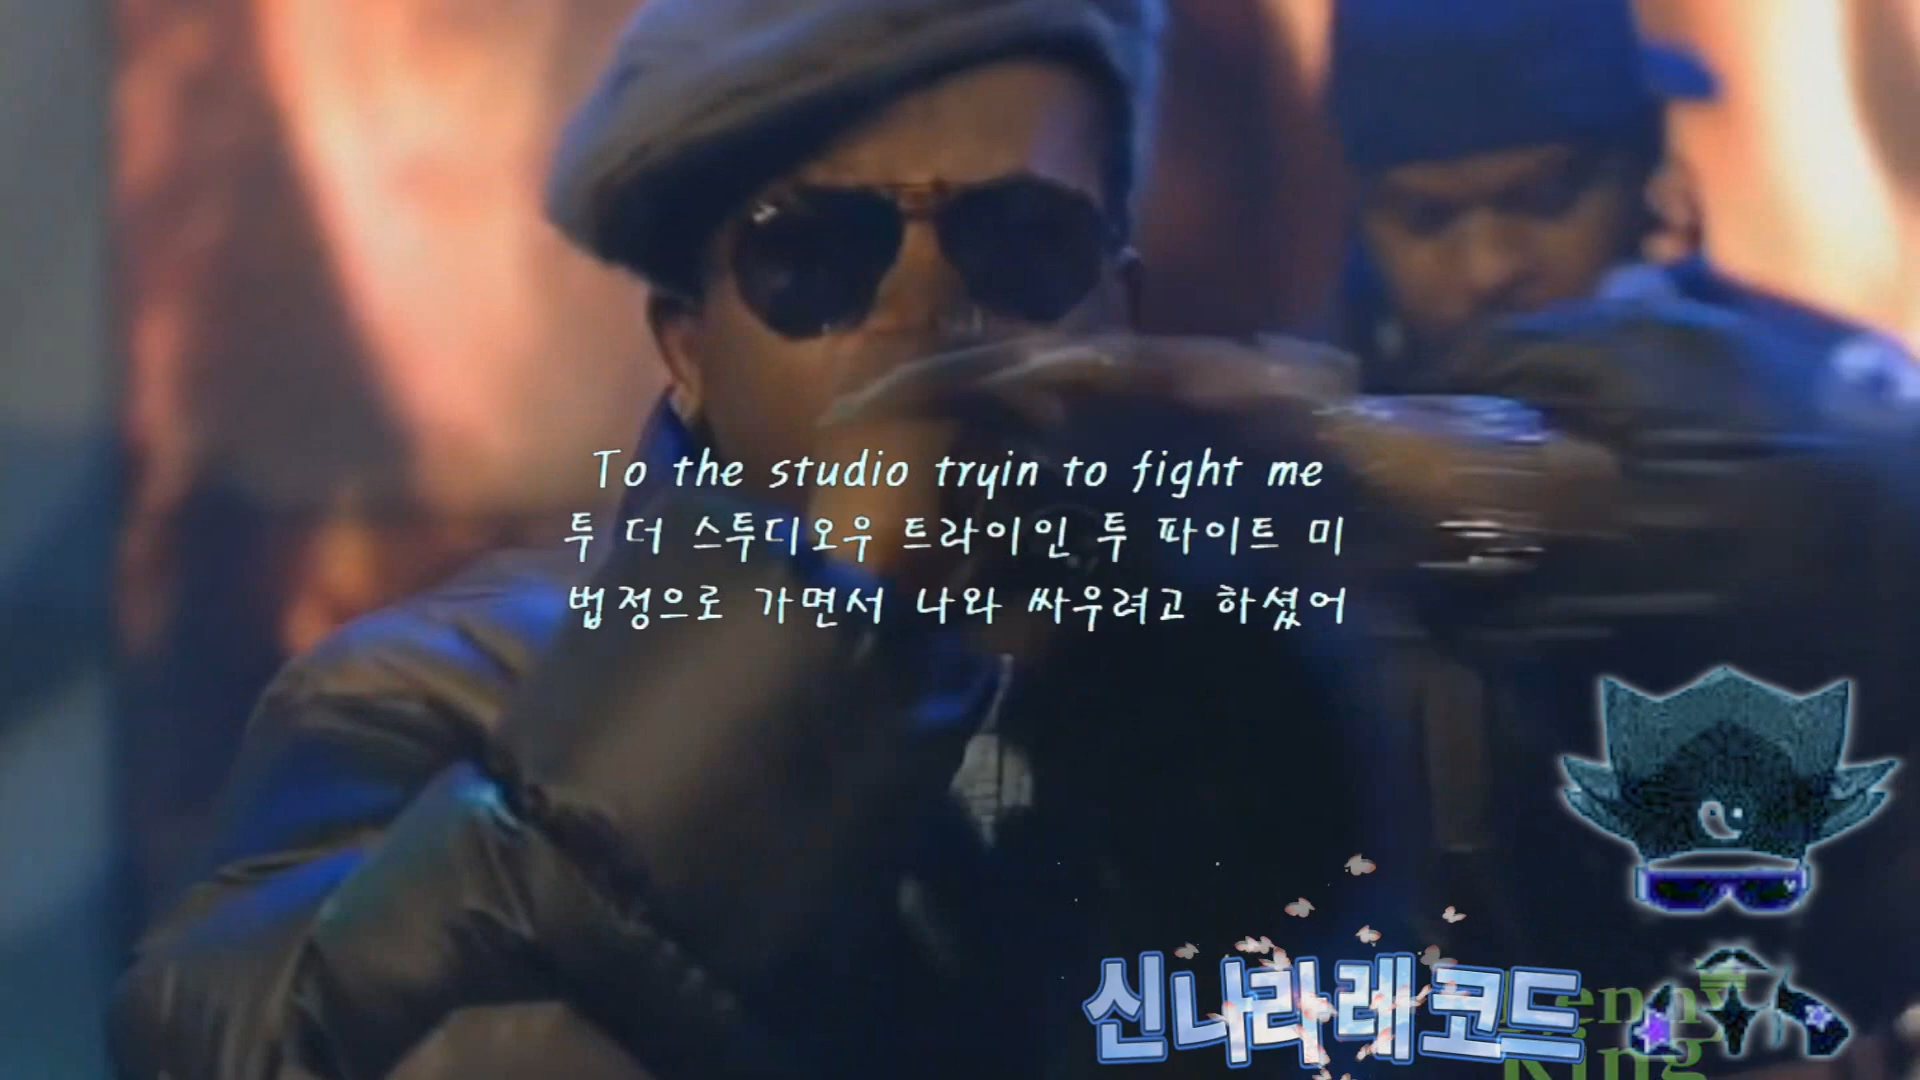 To the studio tryin to fight me
투 더 스투디오우 트라이인 투 파이트 미
법정으로 가면서 나와 싸우려고 하셨어
신나라레코드